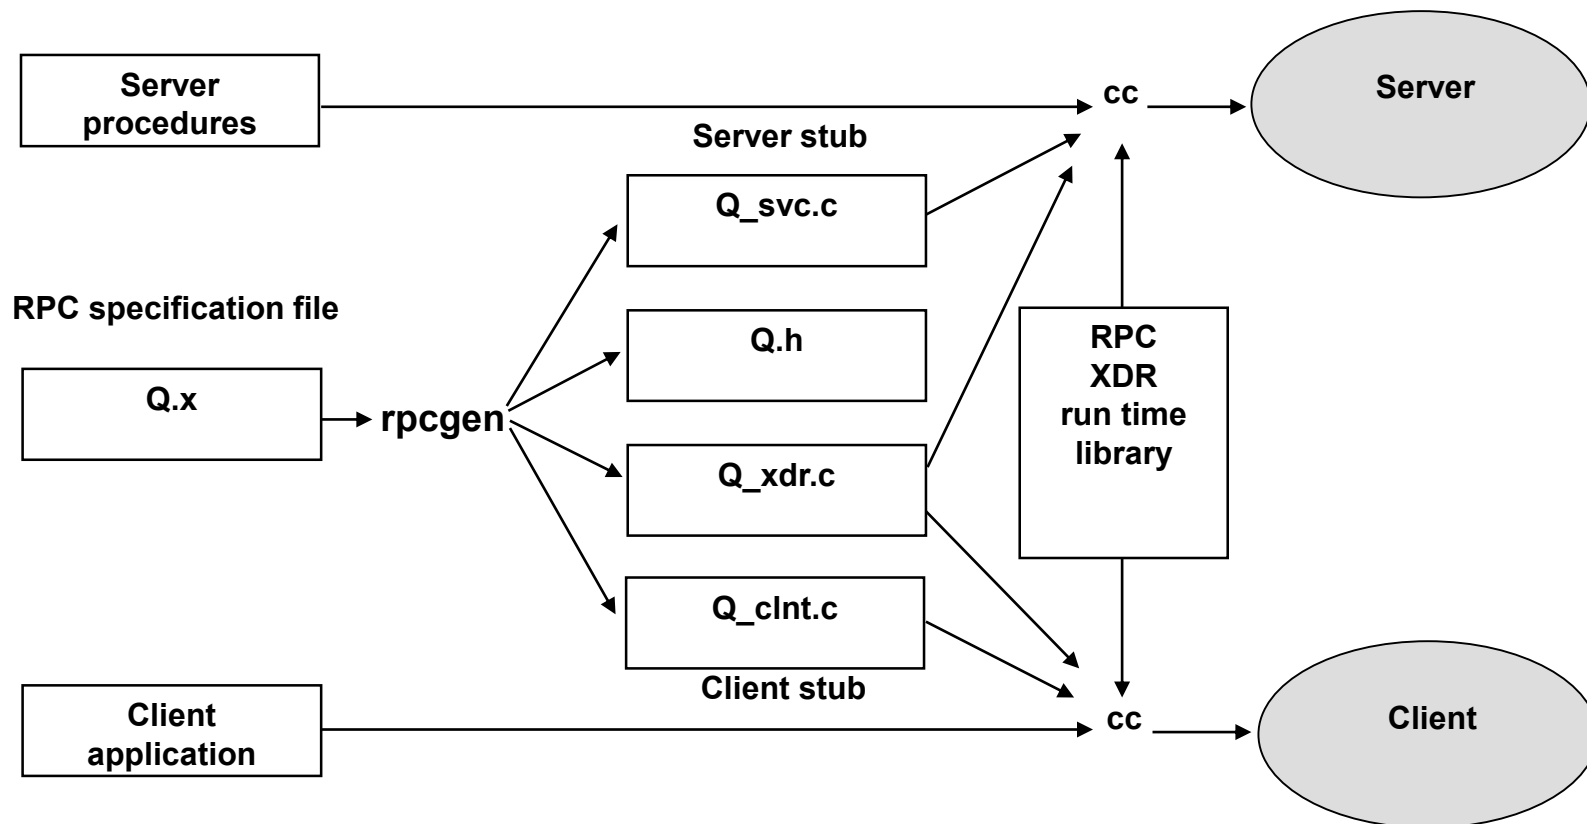 Server
procedures
cc
Server
Server stub
Q_svc.c
RPC specification file
Q.h
RPC
XDR
run time
library
Q.x
rpcgen
Q_xdr.c
Q_clnt.c
Client stub
Client
application
cc
Client